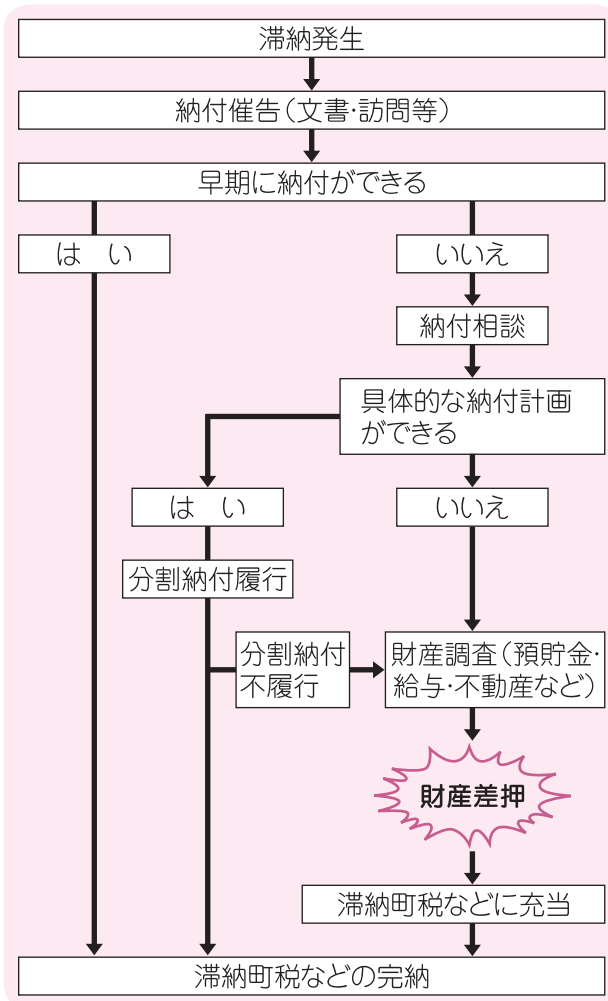 滞納発生
納付催告（文書・訪問等）
早期に納付ができる
は　い
いいえ
納付相談
具体的な納付計画
ができる
は　い
いいえ
分割納付履行
分割納付
不履行
財産調査（預貯金・
給与・不動産など）
財産差押
滞納町税などに充当
滞納町税などの完納